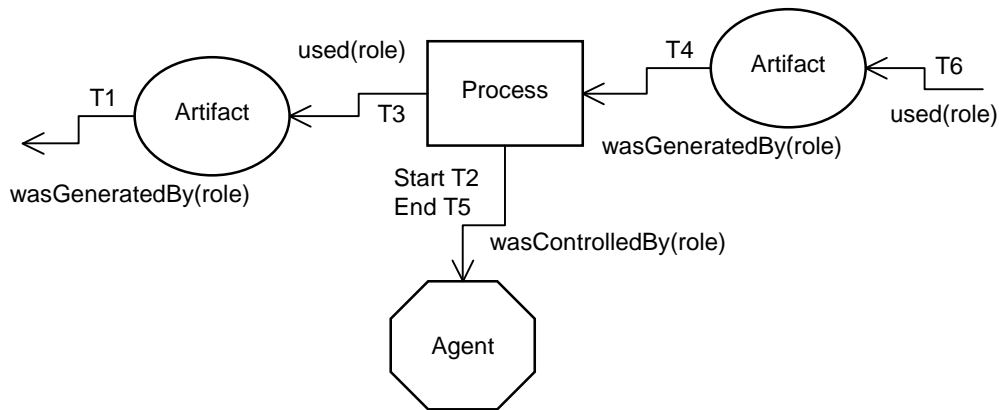 used(role)
T4
Artifact
T6
T1
Artifact
Process
T3
used(role)
wasGeneratedBy(role)
wasGeneratedBy(role)
Start T2
End T5
wasControlledBy(role)
Agent